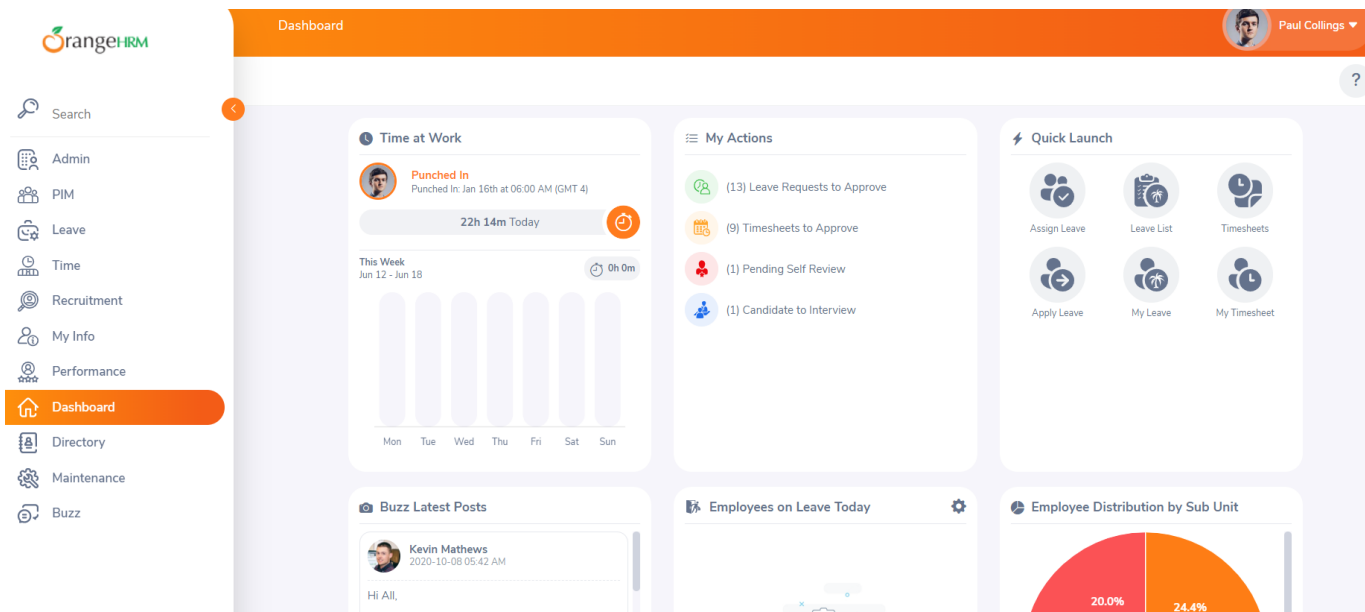 OrangeHRM
Search
Admin
PIM
Leave
Time
Recruitment
My Info
Performance
Dashboard
Directory
Maintenance
Buzz
Dashboard
Paul Collings
?
Time at Work
Punched In
Punched In: Jan 16th at 06:00 AM (GMT 4)
22h 14m Today
This Week
Jun 12 - Jun 18
0h 0m
Mon Tue Wed Thu Fri Sat Sun
My Actions
(13) Leave Requests to Approve
(9) Timesheets to Approve
(1) Pending Self Review
(1) Candidate to Interview
Quick Launch
Assign Leave Leave List Timesheets
Apply Leave My Leave My Timesheet
Buzz Latest Posts
Kevin Mathews
2020-10-08 05:42 AM
Hi All,
Employees on Leave Today
Employee Distribution by Sub Unit
20.0%
24.4%